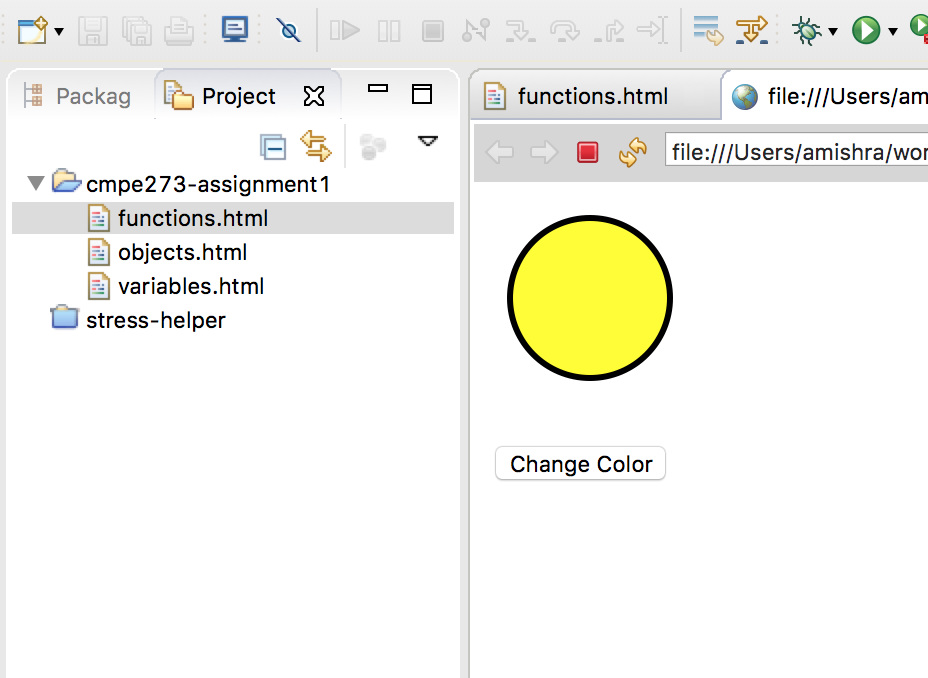 Packag
Project
functions.html
file:///Users/am
file:///Users/amishra/wor
cmpe273-assignment1
functions.html
objects.html
variables.html
stress-helper
Change Color